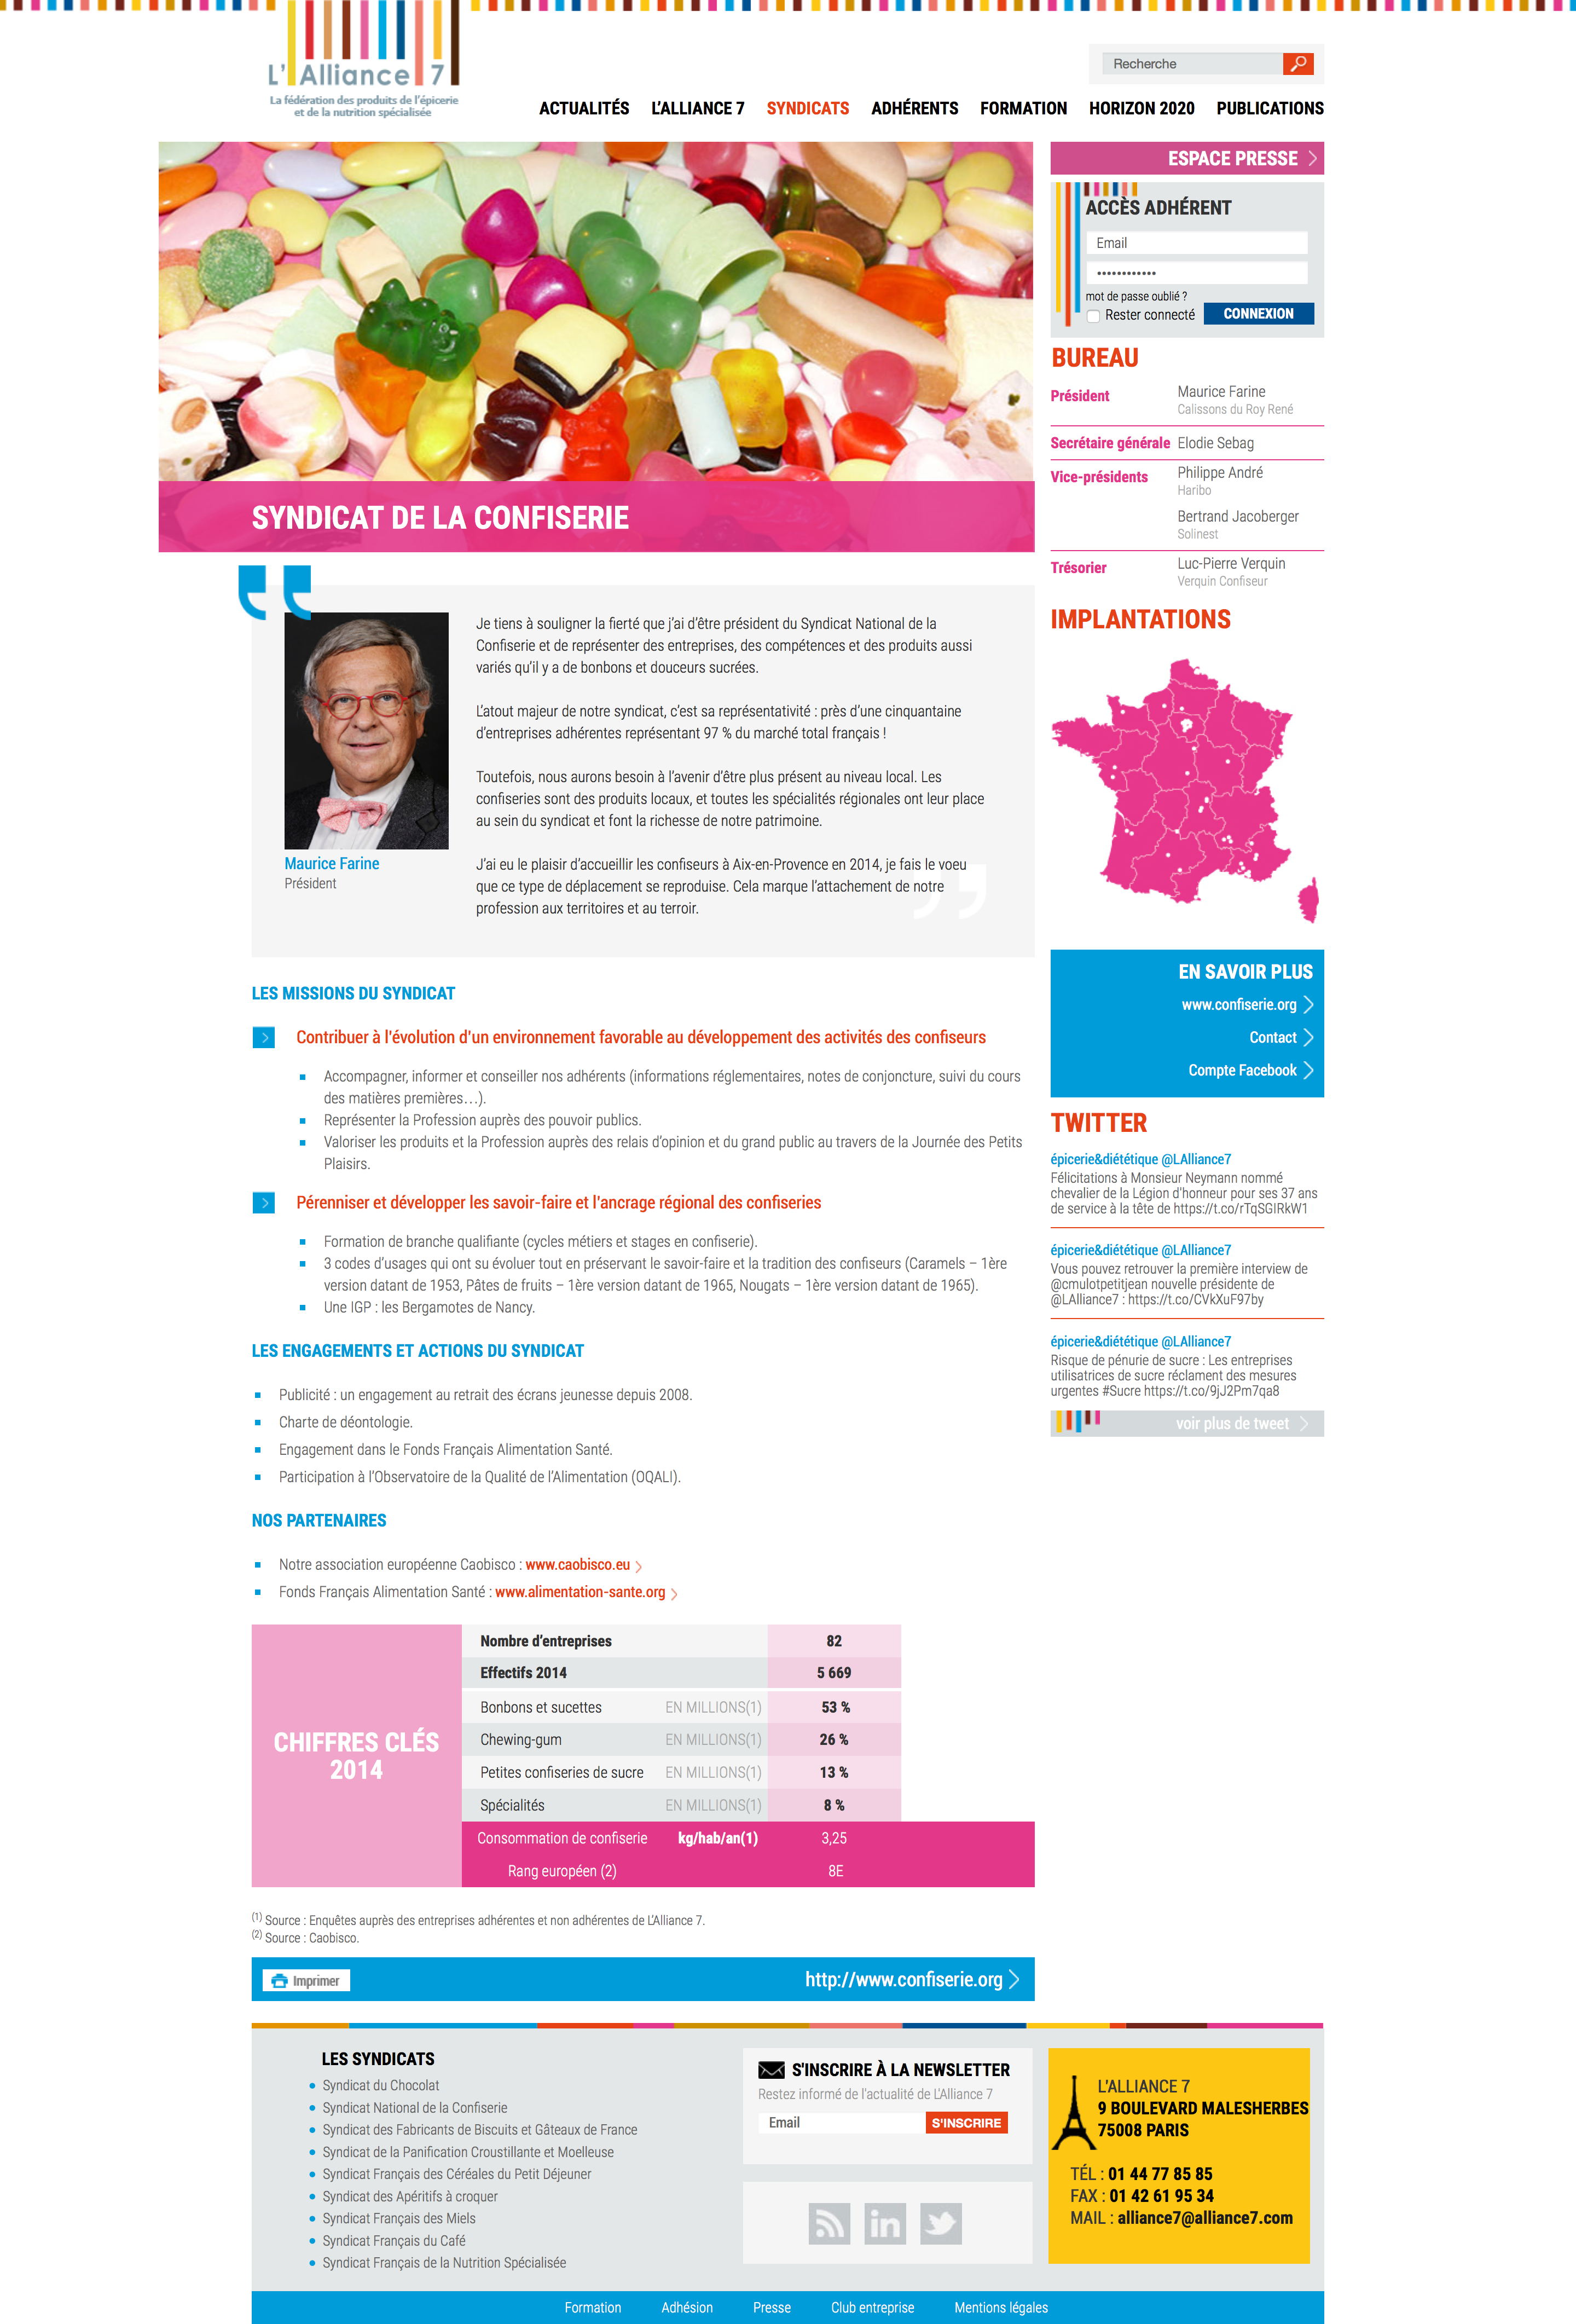 L'Alliance 7
La fédération des produits de l'épicerie
et de la nutrition spécialisée
Recherche
ACTUALITÉS L'ALLIANCE 7 SYNDICATS ADHÉRENTS FORMATION HORIZON 2020 PUBLICATIONS
SYNDICAT DE LA CONFISERIE
Je tiens à souligner la fierté que j'ai d'être président du Syndicat National de la
Confiserie et de représenter des entreprises, des compétences et des produits aussi
variés qu'il y a de bonbons et douceurs sucrées.
L'atout majeur de notre syndicat, c'est sa représentativité : près d'une cinquantaine
d'entreprises adhérentes représentant 97 % du marché total français !
Toutefois, nous aurons besoin à l'avenir d'être plus présent au niveau local. Les
confiseries sont des produits locaux, et toutes les spécialités régionales ont leur place
au sein du syndicat et font la richesse de notre patrimoine.
J'ai eu le plaisir d'accueillir les confiseurs à Aix-en-Provence en 2014, je fais le voeu
que ce type de déplacement se reproduise. Cela marque l'attachement de notre
profession aux territoires et au terroir.
Maurice Farine
Président
LES MISSIONS DU SYNDICAT
Contribuer à l'évolution d'un environnement favorable au développement des activités des confiseurs
Accompagner, informer et conseiller nos adhérents (informations réglementaires, notes de conjoncture, suivi du cours
des matières premières…).
Représenter la Profession auprès des pouvoir publics.
Valoriser les produits et la Profession auprès des relais d'opinion et du grand public au travers de la Journée des Petits
Plaisirs.
Pérenniser et développer les savoir-faire et l'ancrage régional des confiseries
Formation de branche qualifiante (cycles métiers et stages en confiserie).
3 codes d'usages qui ont su évoluer tout en préservant le savoir-faire et la tradition des confiseurs (Caramels – 1ère
version datant de 1953, Pâtes de fruits – 1ère version datant de 1965, Nougats – 1ère version datant de 1965).
Une IGP : les Bergamotes de Nancy.
LES ENGAGEMENTS ET ACTIONS DU SYNDICAT
Publicité : un engagement au retrait des écrans jeunesse depuis 2008.
Charte de déontologie.
Engagement dans le Fonds Français Alimentation Santé.
Participation à l'Observatoire de la Qualité de l'Alimentation (OQALI).
NOS PARTENAIRES
Notre association européenne Caobisco : www.caobisco.eu
Fonds Français Alimentation Santé : www.alimentation-sante.org
CHIFFRES CLÉS
2014
Nombre d'entreprises 82
Effectifs 2014 5 669
Bonbons et sucettes EN MILLIONS(1) 53 %
Chewing-gum EN MILLIONS(1) 26 %
Petites confiseries de sucre EN MILLIONS(1) 13 %
Spécialités EN MILLIONS(1) 8 %
Consommation de confiserie kg/hab/an(1) 3,25
Rang européen (2) 8E
(1) Source : Enquêtes auprès des entreprises adhérentes et non adhérentes de L'Alliance 7.
(2) Source : Caobisco.
Imprimer
http://www.confiserie.org
ESPACE PRESSE
ACCÈS ADHÉRENT
Email
••••••••••••
mot de passe oublié ?
Rester connecté CONNEXION
BUREAU
Président Maurice Farine
Calissons du Roy René
Secrétaire générale Elodie Sebag
Vice-présidents Philippe André
Haribo
Bertrand Jacoberger
Solinest
Trésorier Luc-Pierre Verquin
Verquin Confiseur
IMPLANTATIONS
EN SAVOIR PLUS
www.confiserie.org
Contact
Compte Facebook
TWITTER
épicerie&diététique @LAlliance7
Félicitations à Monsieur Neymann nommé
chevalier de la Légion d'honneur pour ses 37 ans
de service à la tête de https://t.co/rTqSGIRkW1
épicerie&diététique @LAlliance7
Vous pouvez retrouver la première interview de
@cmulotpetitjean nouvelle présidente de
@LAlliance7 : https://t.co/CVkXuF97by
épicerie&diététique @LAlliance7
Risque de pénurie de sucre : Les entreprises
utilisatrices de sucre réclament des mesures
urgentes #Sucre https://t.co/9jJ2Pm7qa8
voir plus de tweet
LES SYNDICATS
Syndicat du Chocolat
Syndicat National de la Confiserie
Syndicat des Fabricants de Biscuits et Gâteaux de France
Syndicat de la Panification Croustillante et Moelleuse
Syndicat Français des Céréales du Petit Déjeuner
Syndicat des Apéritifs à croquer
Syndicat Français des Miels
Syndicat Français du Café
Syndicat Français de la Nutrition Spécialisée
S'INSCRIRE À LA NEWSLETTER
Restez informé de l'actualité de L'Alliance 7
Email S'INSCRIRE
in
L'ALLIANCE 7
9 BOULEVARD MALESHERBES
75008 PARIS
TÉL : 01 44 77 85 85
FAX : 01 42 61 95 34
MAIL : alliance7@alliance7.com
Formation Adhésion Presse Club entreprise Mentions légales